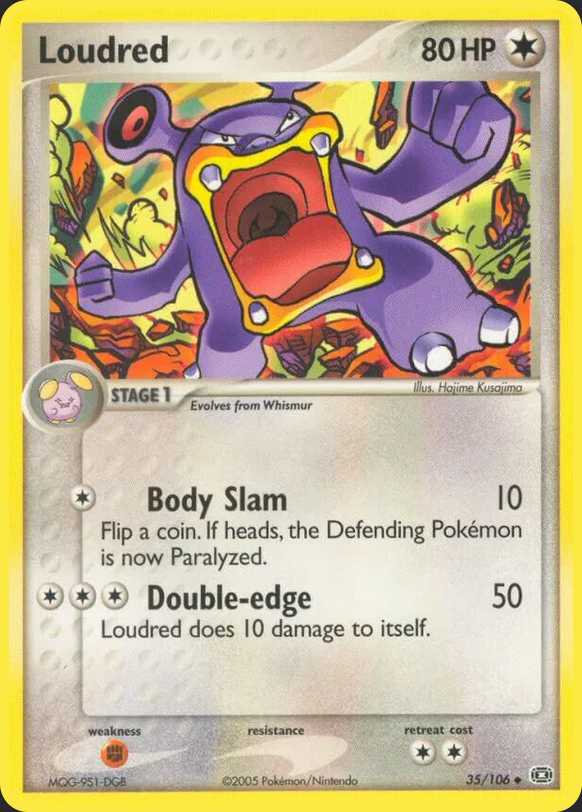 Loudred 80 HP
Illus. Hajime Kusajima
STAGE 1
Evolves from Whismur
Body Slam 10
Flip a coin. If heads, the Defending Pokémon
is now Paralyzed.
Double-edge 50
Loudred does 10 damage to itself.
weakness resistance retreat cost
MQG-951-DGB ©2005 Pokémon/Nintendo 35/106